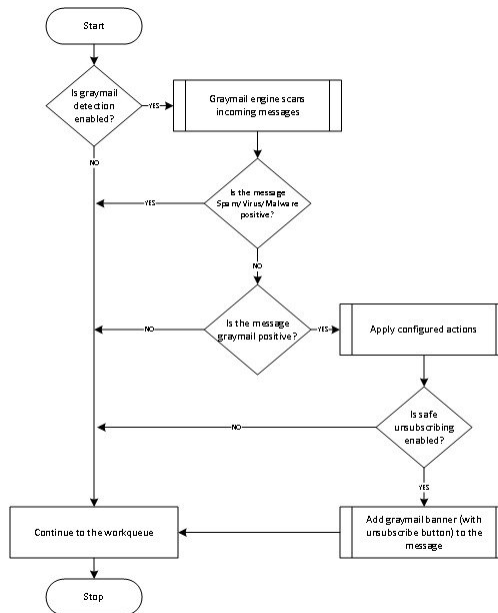 Start
Is graymail
detection
enabled?
YES
Graymail engine scans
incoming messages
NO
Is the message
Spam/Virus/Malware
positive?
YES
NO
Is the message
graymail positive?
NO
YES
Apply configured actions
Is safe
unsubscribing
enabled?
NO
YES
Continue to the workqueue
Add graymail banner (with
unsubscribe button) to the
message
Stop